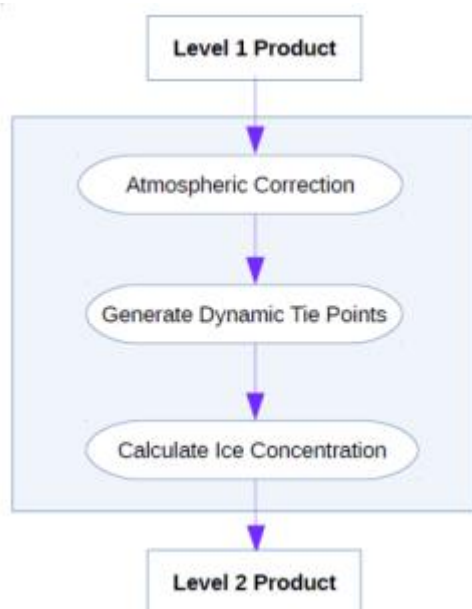 Level 1 Product
Atmospheric Correction
Generate Dynamic Tie Points
Calculate Ice Concentration
Level 2 Product